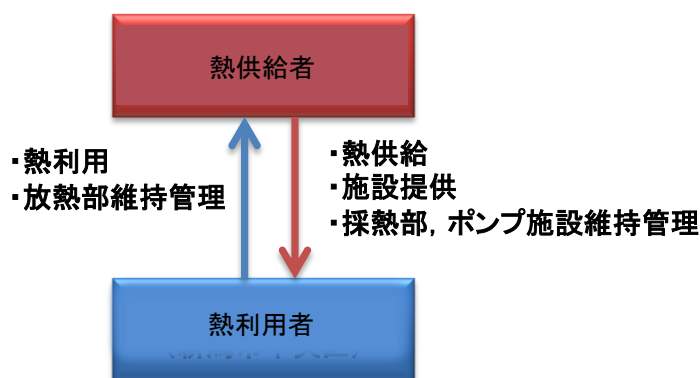 熱供給者
・熱利用
・放熱部維持管理
・熱供給
・施設提供
・採熱部，ポンプ施設維持管理
熱利用者